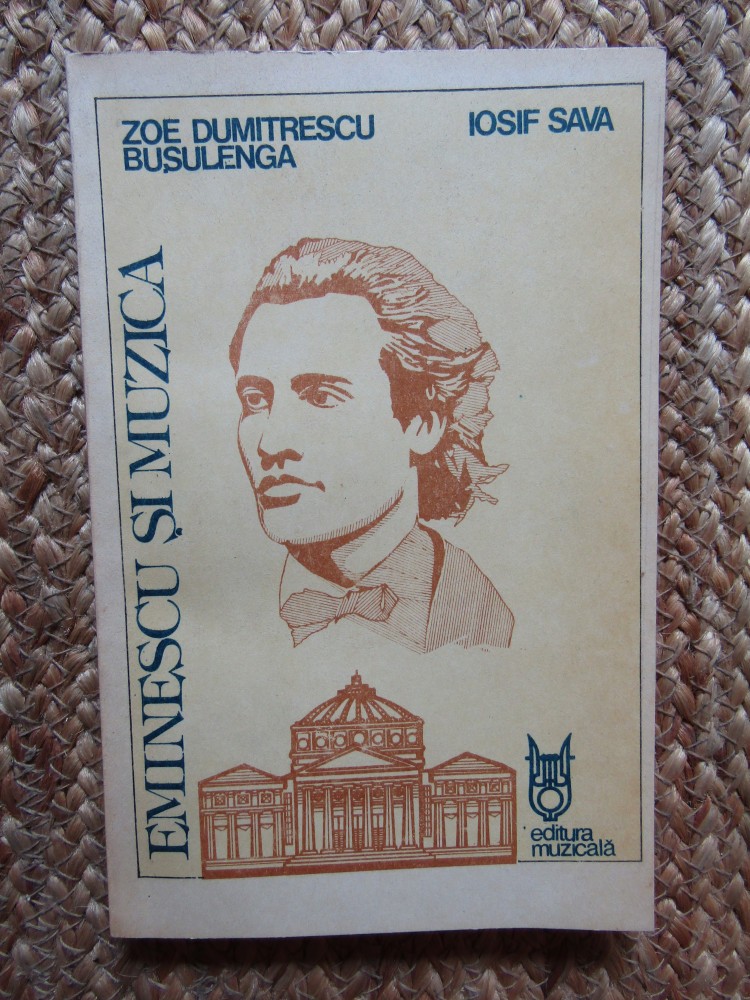 ZOE DUMITRESCU
BUȘULENGA
IOSIF SAVA
EMINESCU ȘI MUZICA
editura
muzicală